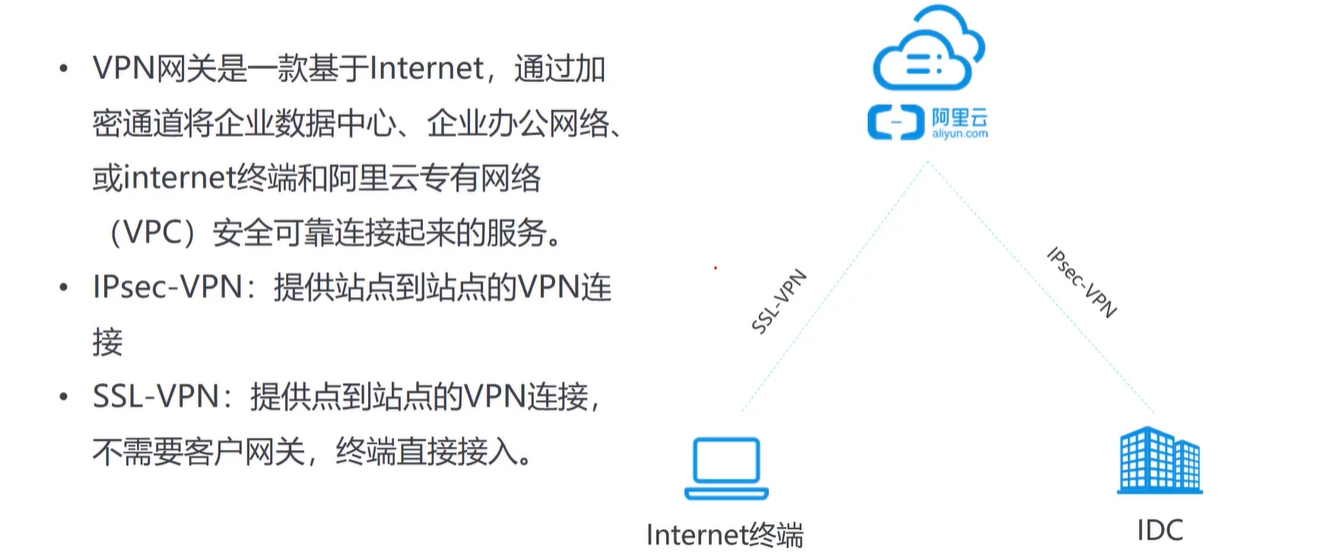 • VPN网关是一款基于Internet，通过加
密通道将企业数据中心、企业办公网络、
或internet终端和阿里云专有网络
（VPC）安全可靠连接起来的服务。
• IPsec-VPN：提供站点到站点的VPN连
接
• SSL-VPN：提供点到站点的VPN连接，
不需要客户网关，终端直接接入。
阿里云
aliyun.com
SSL-VPN
IPsec-VPN
Internet终端
IDC